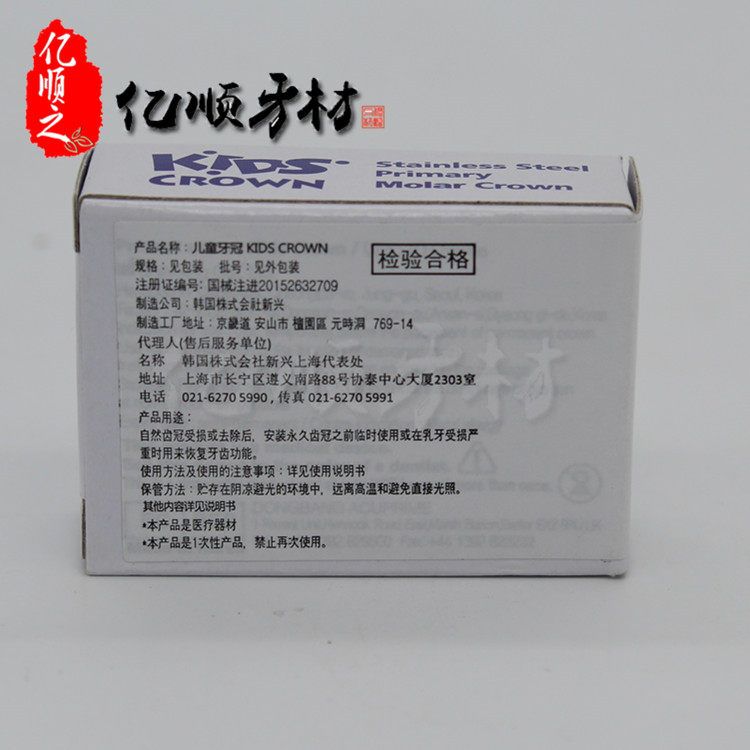 亿顺之
亿顺牙材
KIDS
CROWN
Stainless Steel
Primary
Molar Crown
产品名称：儿童牙冠 KIDS CROWN
规格：见包装 批号：见外包装
检验合格
注册证编号：国械注进20152632709
制造公司：韩国株式会社新兴
制造工厂地址：京畿道 安山市 檀園區 元時洞 769-14
代理人(售后服务单位)
名称 韩国株式会社新兴上海代表处
地址 上海市长宁区遵义南路88号协泰中心大厦2303室
电话 021-6270 5990 , 传真 021-6270 5991
产品用途：
自然齿冠受损或去除后，安装永久齿冠之前临时使用或在乳牙受损严
重时用来恢复牙齿功能。
使用方法及使用的注意事项：详见使用说明书
保管方法：贮存在阴凉避光的环境中，远离高温和避免直接光照。
其他内容详见说明书
*本产品是医疗器材
*本产品是1次性产品，禁止再次使用。
亿顺牙材
DONGBANG ACUPRIME